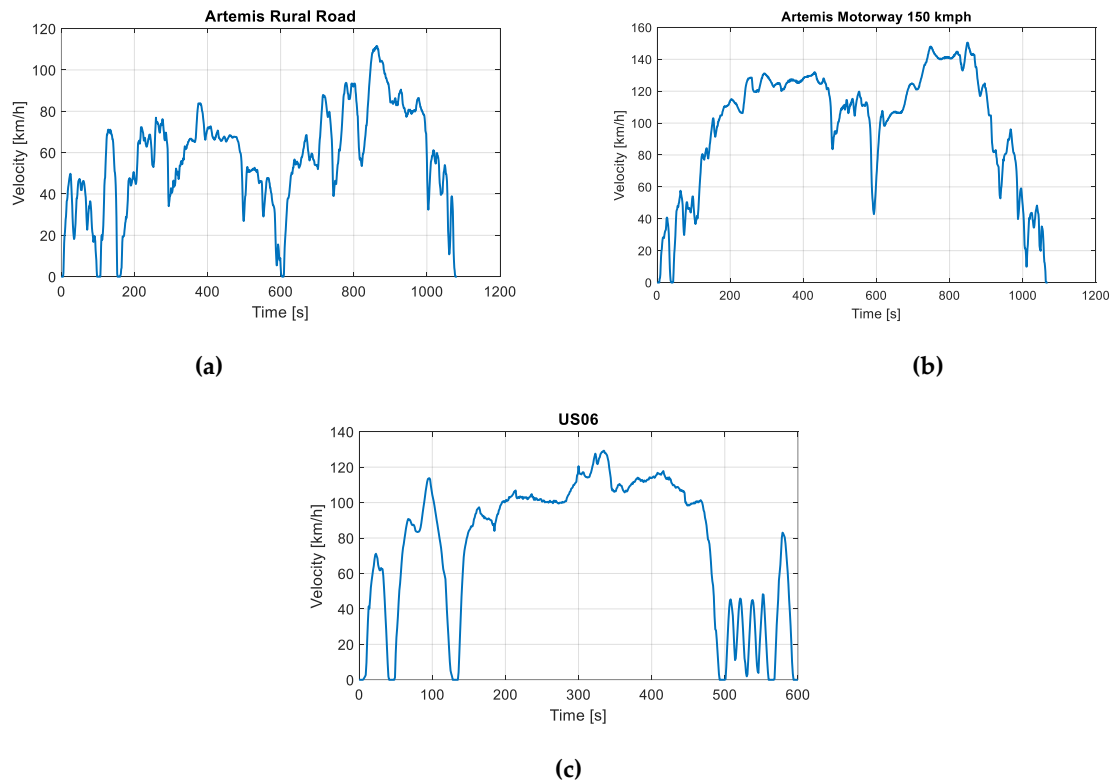 Artemis Rural Road
120
100
80
60
40
20
0
Velocity [km/h]
0 200 400 600 800 1000 1200
Time [s]
(a)
Artemis Motorway 150 kmph
160
140
120
100
80
60
40
20
0
Velocity [km/h]
0 200 400 600 800 1000 1200
Time [s]
(b)
US06
140
120
100
80
60
40
20
0
Velocity [km/h]
0 100 200 300 400 500 600
Time [s]
(c)